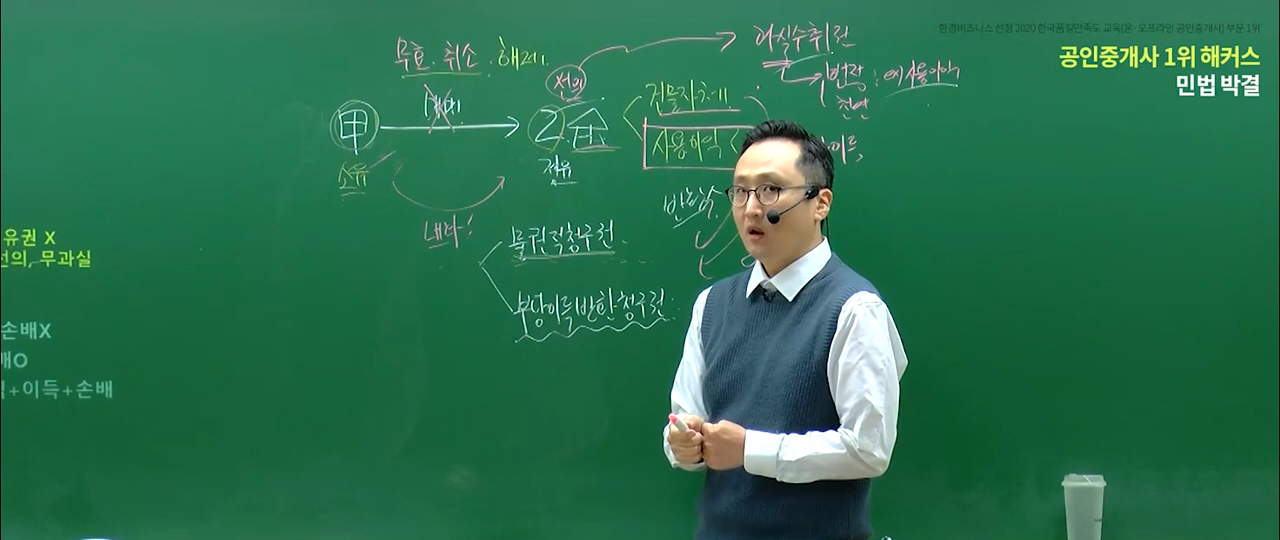 한경비즈니스 선정 2020 한국품질만족도 교육(온·오프라인 공인중개사) 부문 1위
공인중개사 1위 해커스
민법 박결
무효. 취소. 해제.
선의
과실수취권
법정
천연
甲
乙
건물자체
사용이익
소유
점유
반환
내놔!
물권적청구권.
부당이득반환청구권.
유권 X
선의, 무과실
손배X
배O
+이득+손배